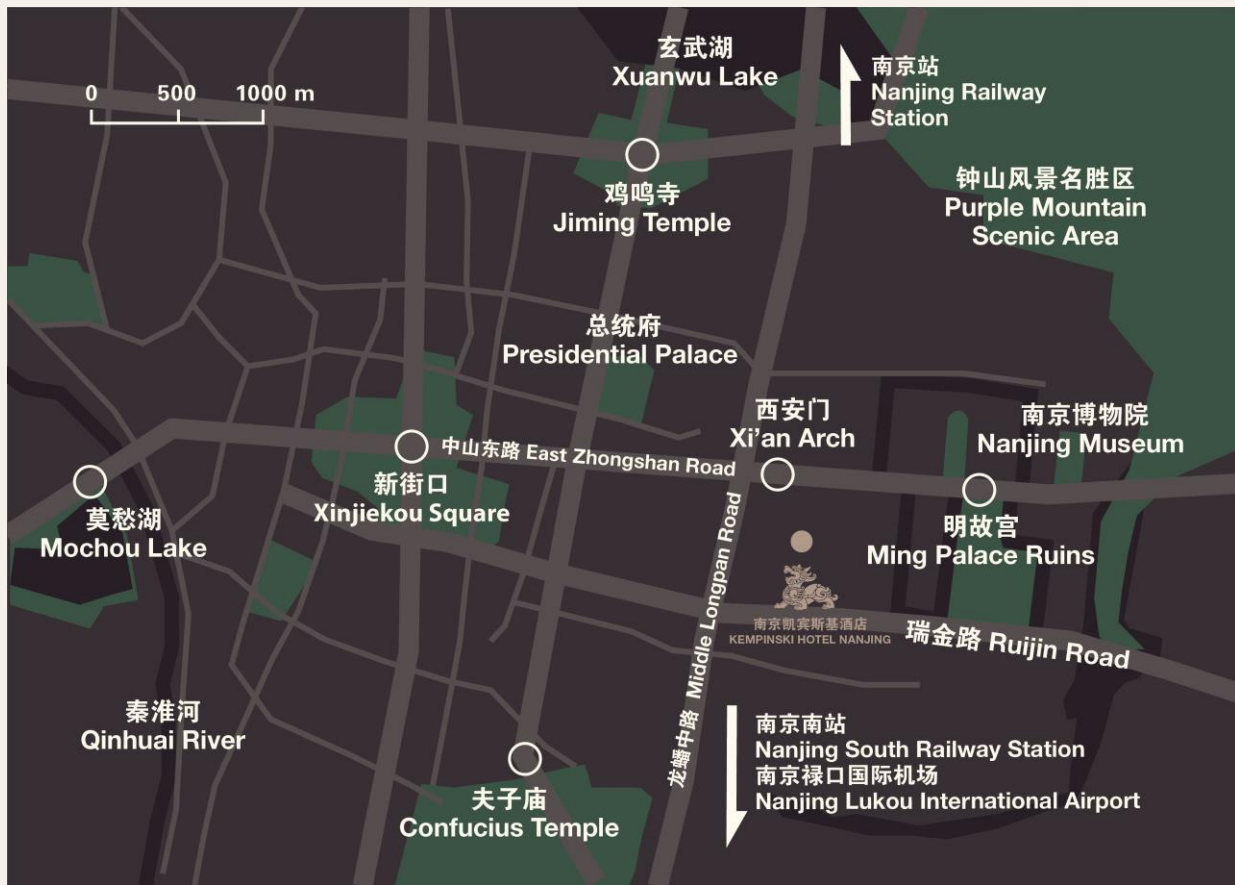 玄武湖
Xuanwu Lake
南京站
Nanjing Railway
Station
0 500 1000 m
钟山风景名胜区
Purple Mountain
Scenic Area
鸡鸣寺
Jiming Temple
总统府
Presidential Palace
西安门
Xi'an Arch
南京博物院
Nanjing Museum
中山东路 East Zhongshan Road
新街口
Xinjiekou Square
莫愁湖
Mochou Lake
明故宫
Ming Palace Ruins
龙蟠中路 Middle Longpan Road
南京凯宾斯基酒店
KEMPINSKI HOTEL NANJING
瑞金路 Ruijin Road
秦淮河
Qinhuai River
南京南站
Nanjing South Railway Station
南京禄口国际机场
Nanjing Lukou International Airport
夫子庙
Confucius Temple